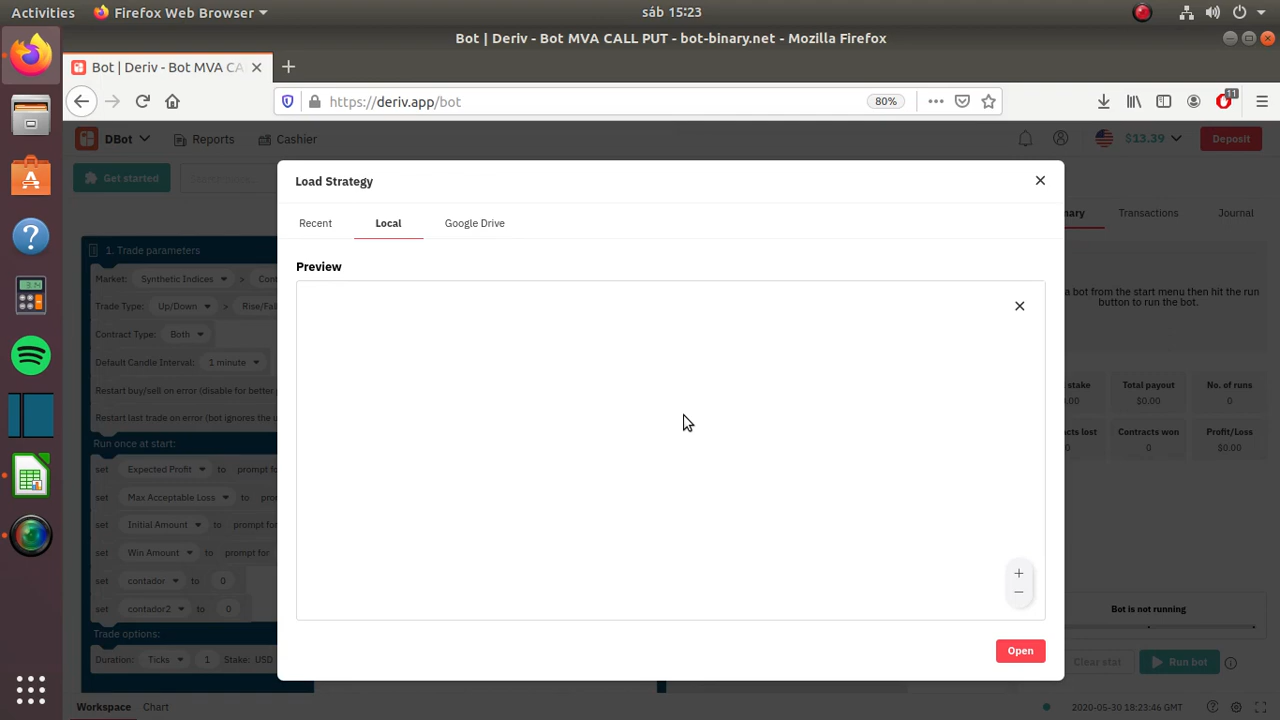 Activities
Firefox Web Browser
sáb 15:23
Bot | Deriv - Bot MVA CALL PUT - bot-binary.net - Mozilla Firefox
Bot | Deriv - Bot MVA CA
https://deriv.app/bot
80%
11
DBot
Reports
Cashier
$13.39
Deposit
Get started
Load Strategy
Recent
Local
Google Drive
Preview
Open
1. Trade parameters
Market: Synthetic Indices > Con
Trade Type: Up/Down > Rise/Fal
Contract Type: Both
Default Candle Interval: 1 minute
Restart buy/sell on error (disable for better
Restart last trade on error (bot ignores the u
Run once at start:
set Expected Profit to prompt fo
set Max Acceptable Loss to pro
set Initial Amount to prompt for
set Win Amount to prompt for
set contador to 0
set contador2 to 0
Trade options:
Duration: Ticks 1 Stake: USD
mary
Transactions
Journal
a bot from the start menu then hit the run
button to run the bot.
stake
Total payout
No. of runs
.00
$0.00
0
cts lost
Contracts won
Profit/Loss
0
$0.00
Bot is not running
Clear stat
Run bot
Workspace
Chart
2020-05-30 18:23:46 GMT